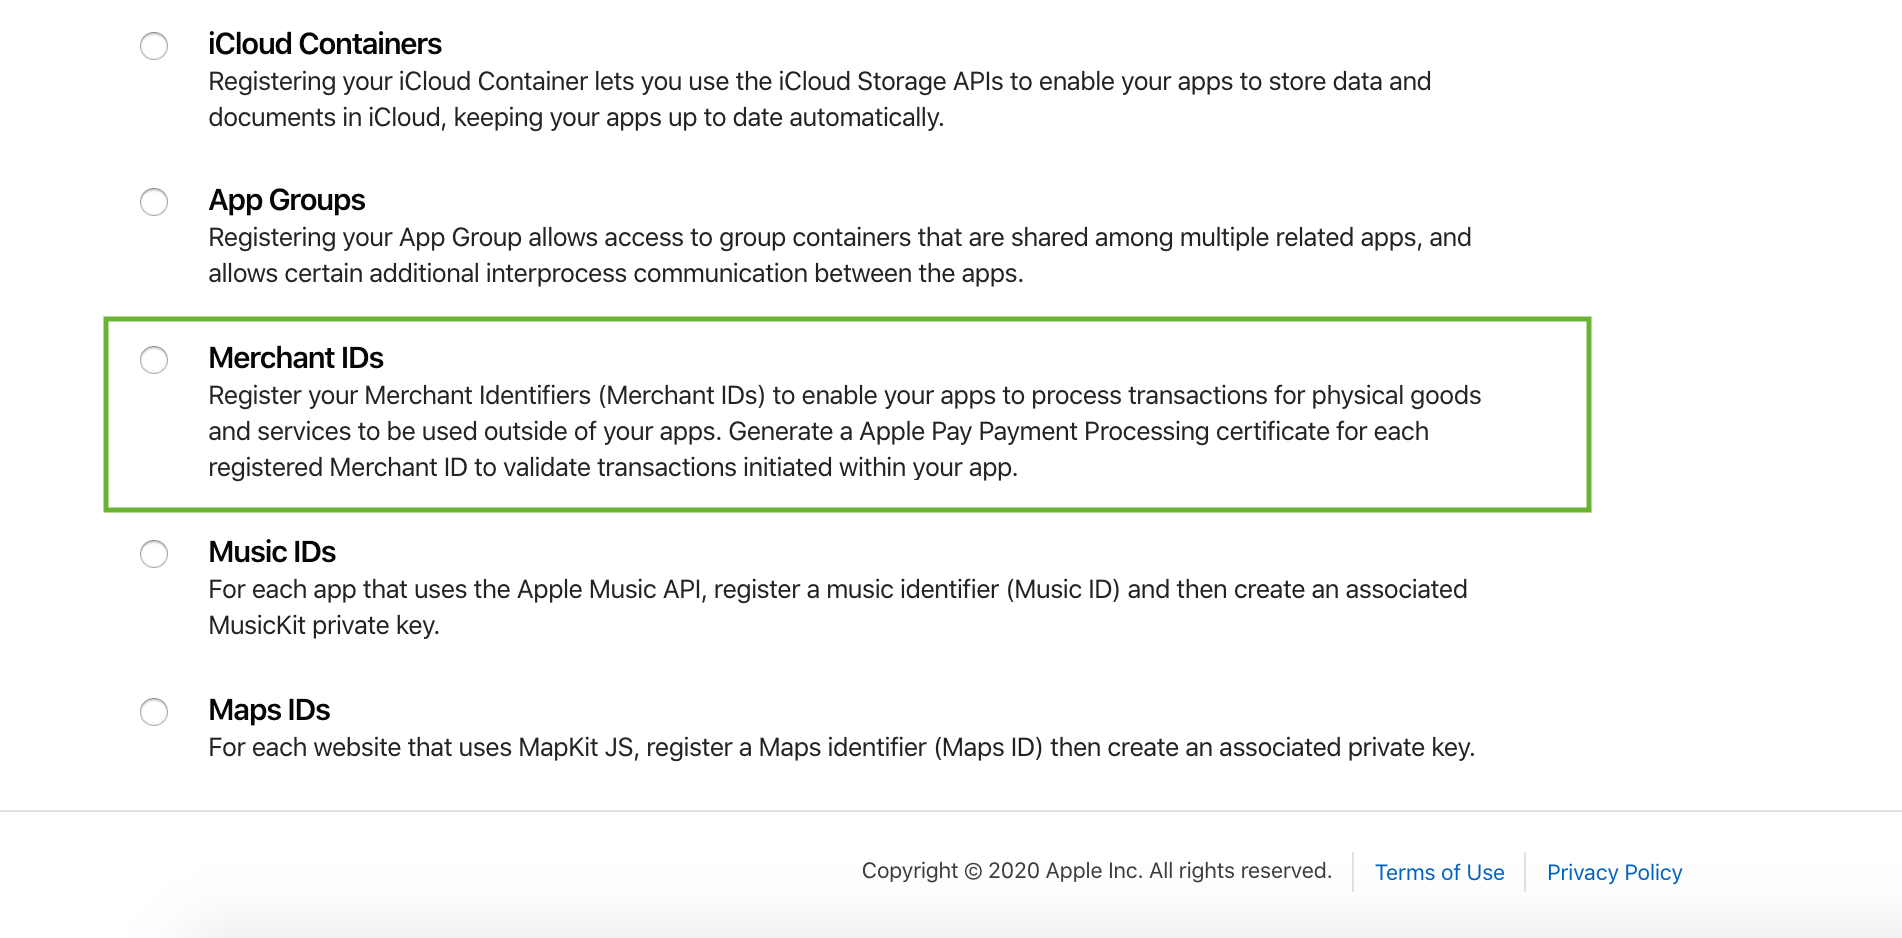 iCloud Containers
Registering your iCloud Container lets you use the iCloud Storage APIs to enable your apps to store data and
documents in iCloud, keeping your apps up to date automatically.
App Groups
Registering your App Group allows access to group containers that are shared among multiple related apps, and
allows certain additional interprocess communication between the apps.
Merchant IDs
Register your Merchant Identifiers (Merchant IDs) to enable your apps to process transactions for physical goods
and services to be used outside of your apps. Generate a Apple Pay Payment Processing certificate for each
registered Merchant ID to validate transactions initiated within your app.
Music IDs
For each app that uses the Apple Music API, register a music identifier (Music ID) and then create an associated
MusicKit private key.
Maps IDs
For each website that uses MapKit JS, register a Maps identifier (Maps ID) then create an associated private key.
Copyright © 2020 Apple Inc. All rights reserved. Terms of Use Privacy Policy